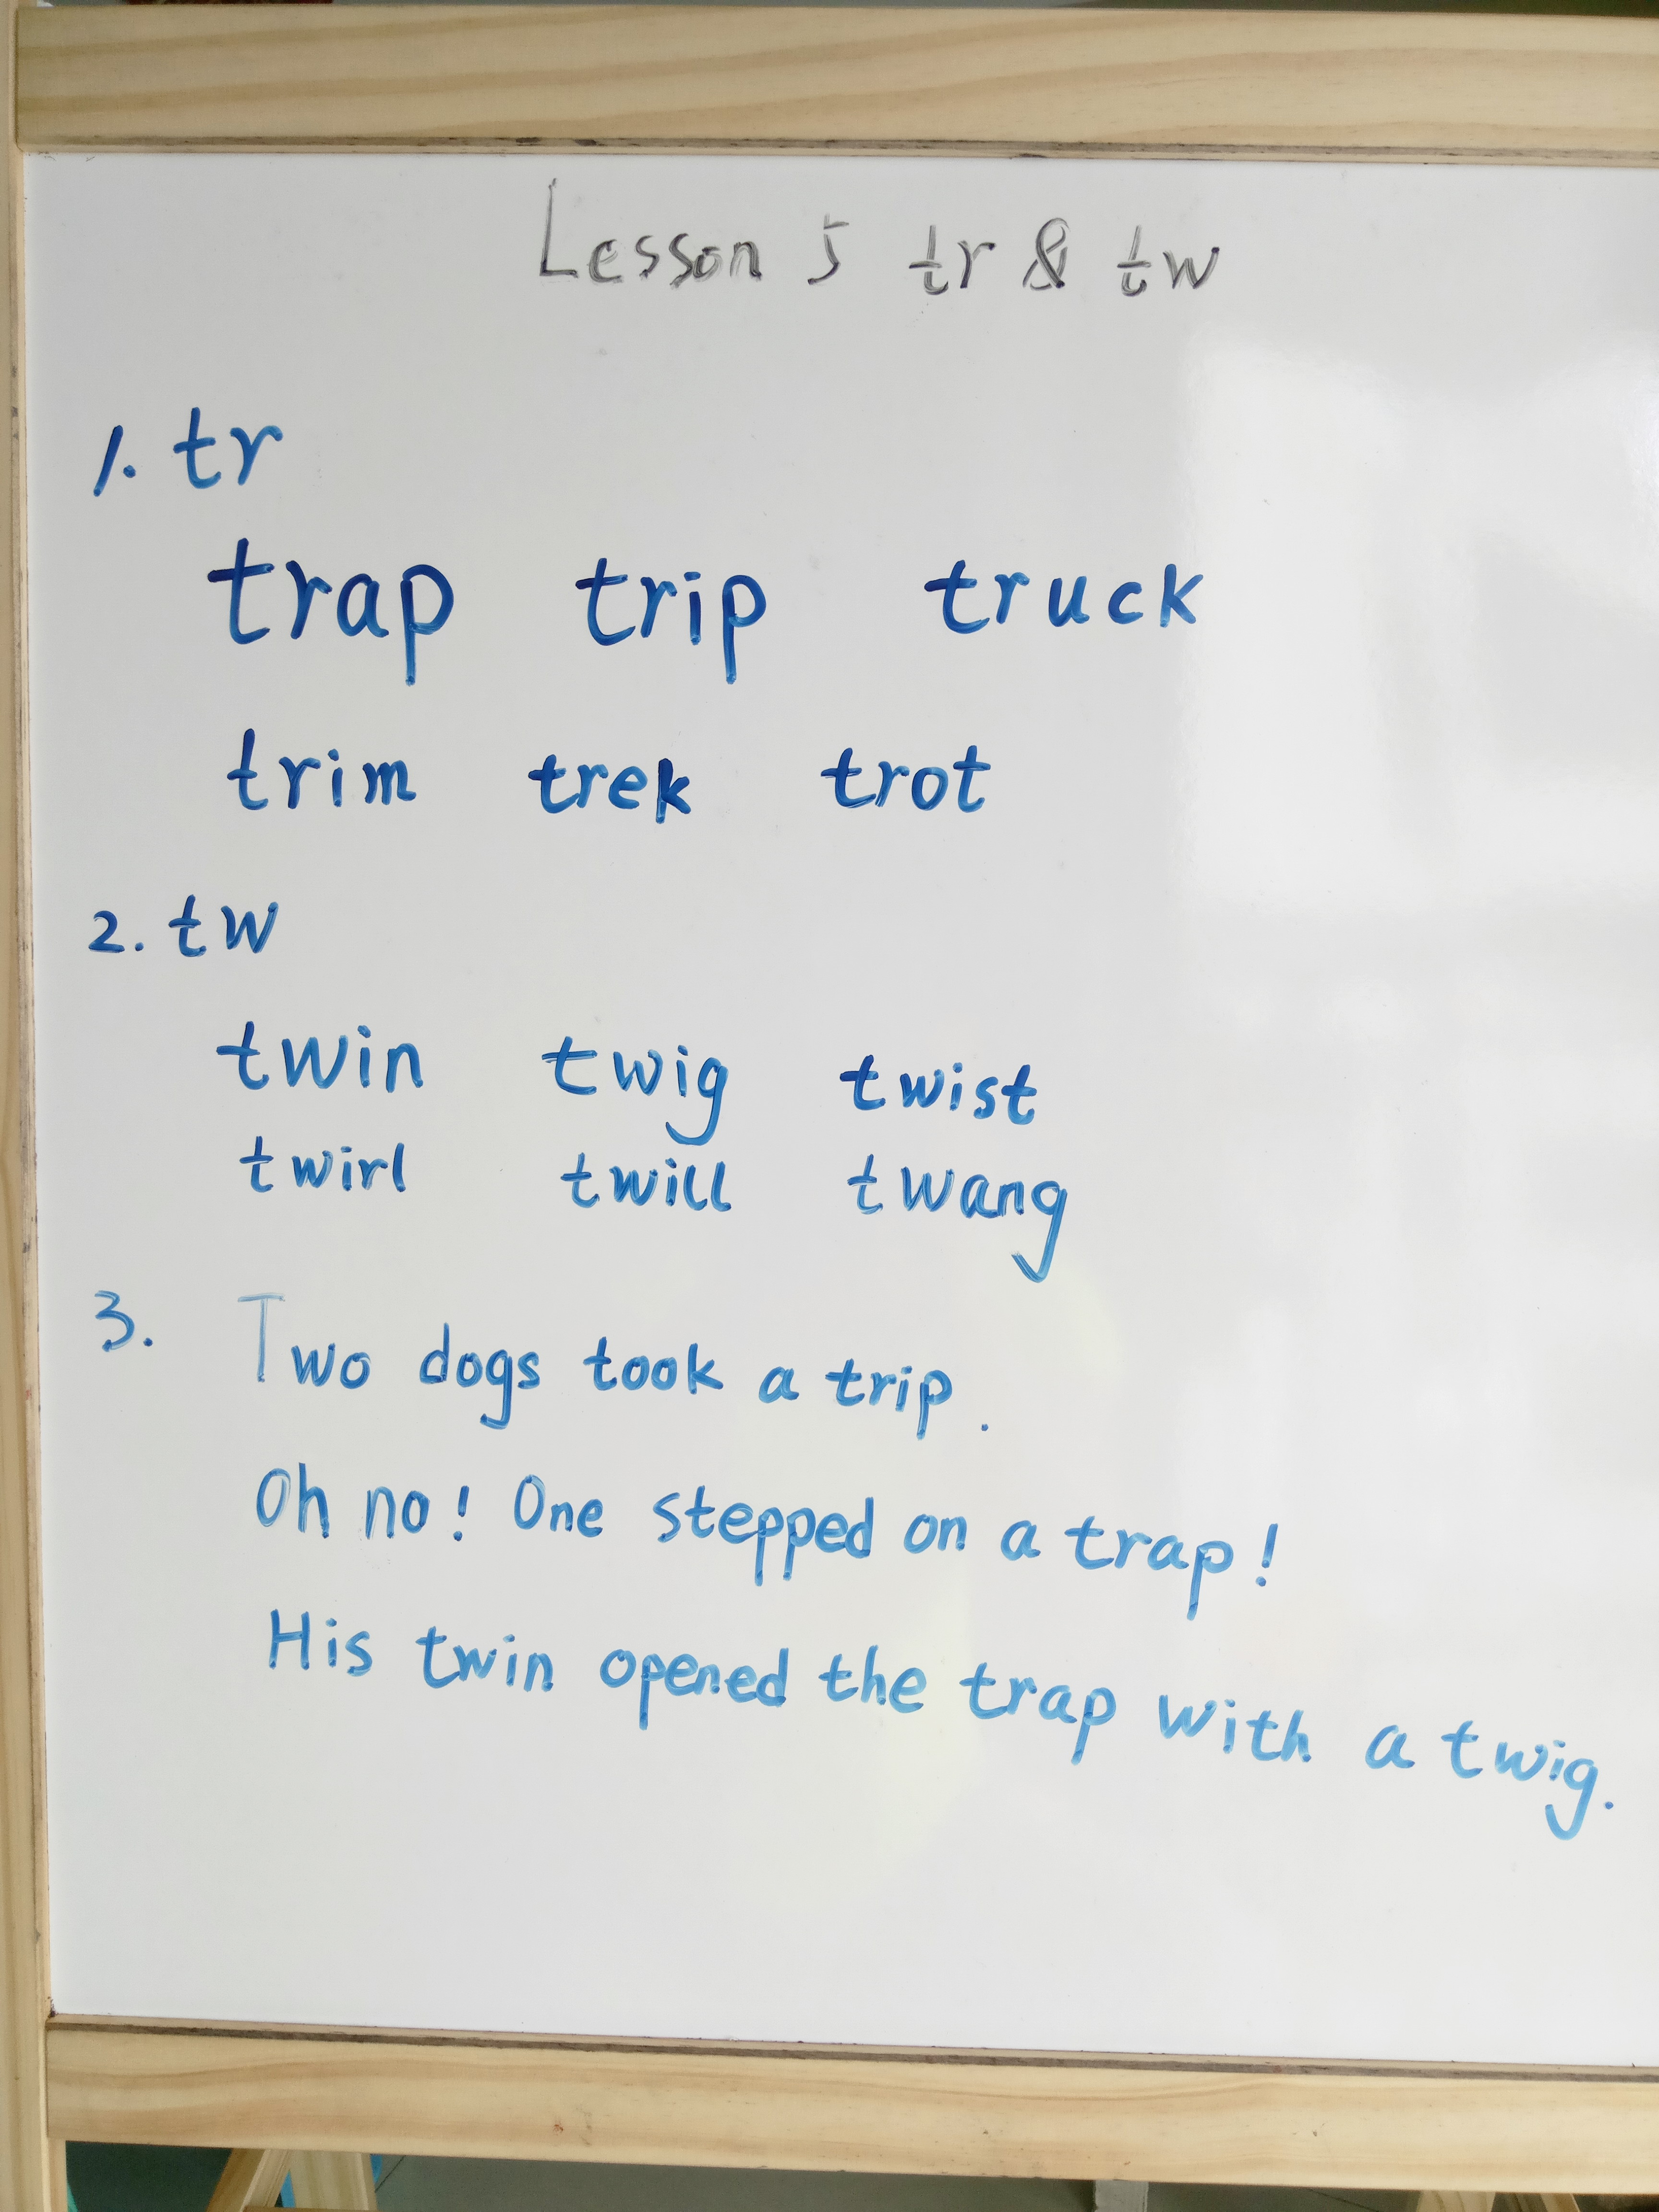 Lesson 5 tr & tw
1. tr
trap trip truck
trim trek trot
2. tw
twin twig twist
twirl twill twang
3. Two dogs took a trip.
Oh no! One stepped on a trap!
His twin opened the trap with a twig.